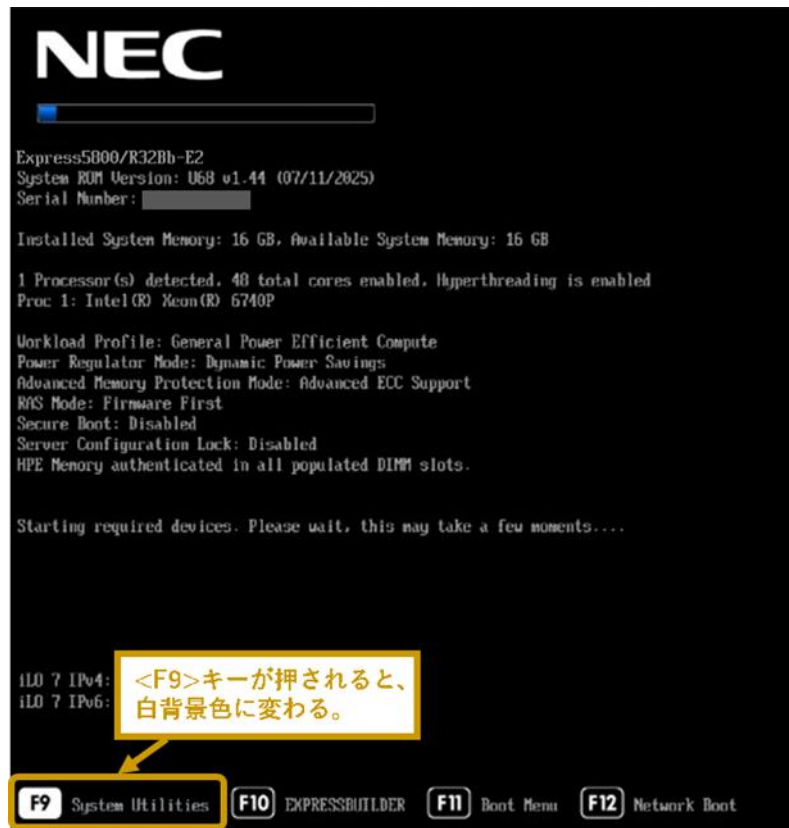 NEC
Express5800/R32Bb-E2
System ROM Version: U68 v1.44 (07/11/2025)
Serial Number:
Installed System Memory: 16 GB, Available System Memory: 16 GB
1 Processor(s) detected, 48 total cores enabled, Hyperthreading is enabled
Proc 1: Intel(R) Xeon(R) 6740P
Workload Profile: General Power Efficient Compute
Power Regulator Mode: Dynamic Power Savings
Advanced Memory Protection Mode: Advanced ECC Support
RAS Mode: Firmware First
Secure Boot: Disabled
Server Configuration Lock: Disabled
HPE Memory authenticated in all populated DIMM slots.
Starting required devices. Please wait, this may take a few moments....
iLO 7 IPv4:
iLO 7 IPv6:
<F9>キーが押されると、
白背景色に変わる。
F9 System Utilities F10 EXPRESSBUILDER F11 Boot Menu F12 Network Boot